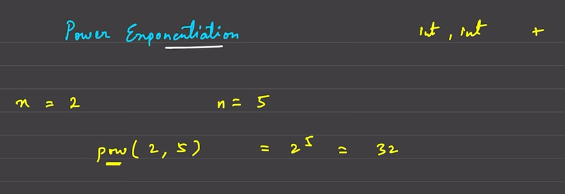 Power Exponentiation int, int +
x = 2 n = 5
pow(2, 5) = 2⁵ = 32